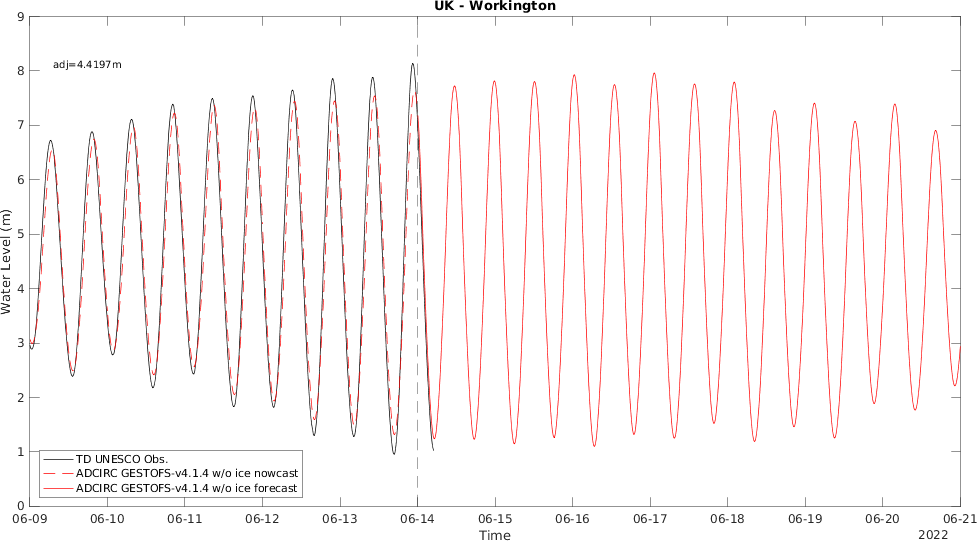 UK - Workington
adj=4.4197m
9
8
7
6
5
4
3
2
1
0
Water Level (m)
TD UNESCO Obs.
ADCIRC GESTOFS-v4.1.4 w/o ice nowcast
ADCIRC GESTOFS-v4.1.4 w/o ice forecast
06-09 06-10 06-11 06-12 06-13 06-14 06-15 06-16 06-17 06-18 06-19 06-20 06-21
Time
2022